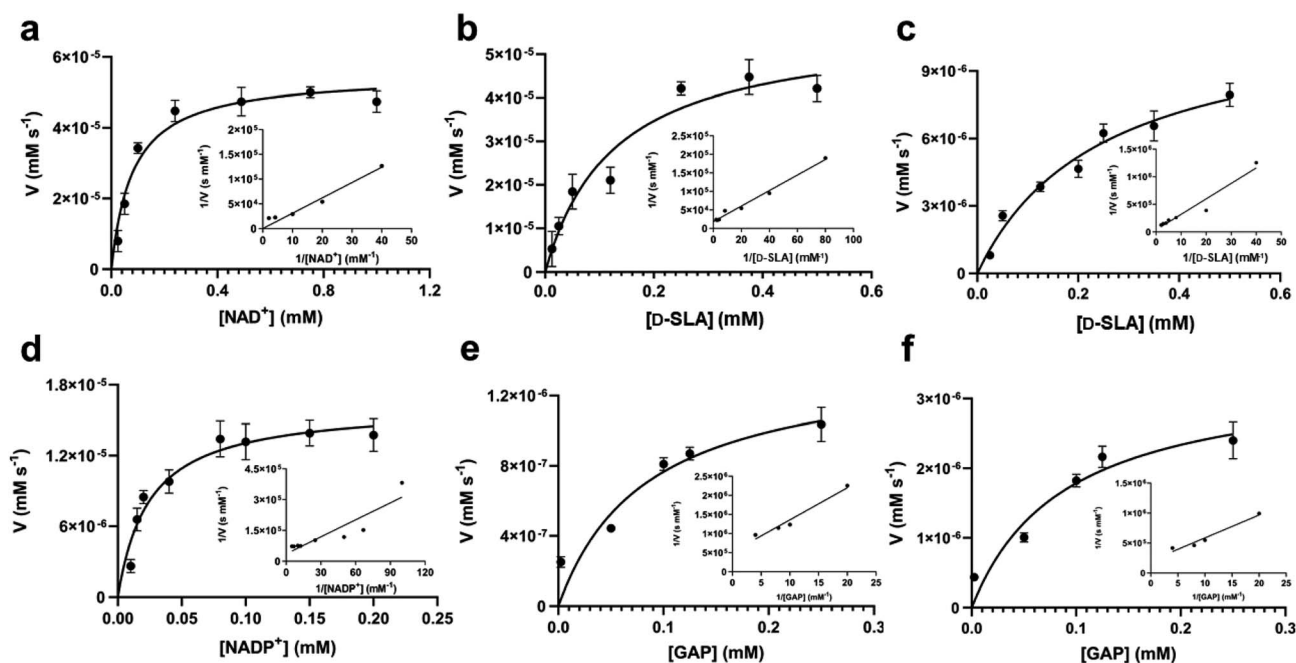 a
6×10⁻⁵
4×10⁻⁵
2×10⁻⁵
0
V (mM s⁻¹)
0.0 0.4 0.8 1.2
[NAD⁺] (mM)
2×10⁵
1.5×10⁵
1×10⁵
5×10⁴
0
1/V (s mM⁻¹)
0 10 20 30 40 50
1/[NAD⁺] (mM⁻¹)
b
5×10⁻⁵
4×10⁻⁵
3×10⁻⁵
2×10⁻⁵
1×10⁻⁵
0
V (mM s⁻¹)
0.0 0.2 0.4 0.6
[D-SLA] (mM)
2.5×10⁵
2×10⁵
1.5×10⁵
1×10⁵
5×10⁴
0
1/V (s mM⁻¹)
0 20 40 60 80 100
1/[D-SLA] (mM⁻¹)
c
9×10⁻⁶
6×10⁻⁶
3×10⁻⁶
0
V (mM s⁻¹)
0.0 0.2 0.4 0.6
[D-SLA] (mM)
1.5×10⁶
1×10⁶
5×10⁵
0
1/V (s mM⁻¹)
0 10 20 30 40 50
1/[D-SLA] (mM⁻¹)
d
1.8×10⁻⁵
1.2×10⁻⁵
6×10⁻⁶
0
V (mM s⁻¹)
0.00 0.05 0.10 0.15 0.20 0.25
[NADP⁺] (mM)
4.5×10⁵
3×10⁵
1.5×10⁵
0
1/V (s mM⁻¹)
0 30 60 90 120
1/[NADP⁺] (mM⁻¹)
e
1.2×10⁻⁶
8×10⁻⁷
4×10⁻⁷
0
V (mM s⁻¹)
0.0 0.1 0.2 0.3
[GAP] (mM)
2.5×10⁶
2×10⁶
1.5×10⁶
1×10⁶
5×10⁵
0
1/V (s mM⁻¹)
0 5 10 15 20 25
1/[GAP] (mM⁻¹)
f
3×10⁻⁶
2×10⁻⁶
1×10⁻⁶
0
V (mM s⁻¹)
0.0 0.1 0.2 0.3
[GAP] (mM)
1.5×10⁶
1×10⁶
5×10⁵
0
1/V (s mM⁻¹)
0 5 10 15 20 25
1/[GAP] (mM⁻¹)